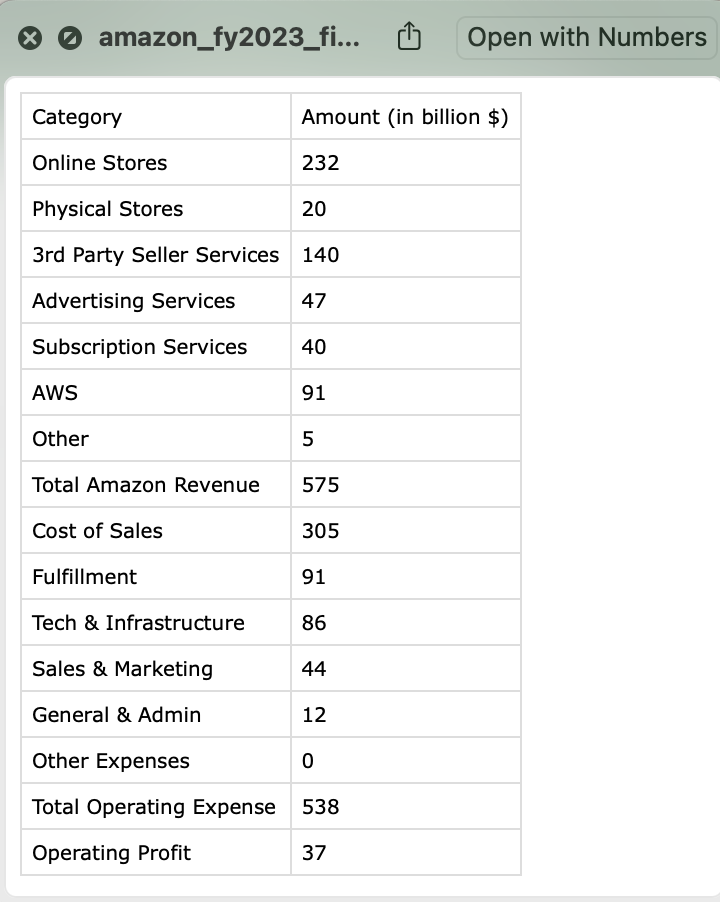 amazon_fy2023_fi...
Open with Numbers
Category Amount (in billion $)
Online Stores 232
Physical Stores 20
3rd Party Seller Services 140
Advertising Services 47
Subscription Services 40
AWS 91
Other 5
Total Amazon Revenue 575
Cost of Sales 305
Fulfillment 91
Tech & Infrastructure 86
Sales & Marketing 44
General & Admin 12
Other Expenses 0
Total Operating Expense 538
Operating Profit 37